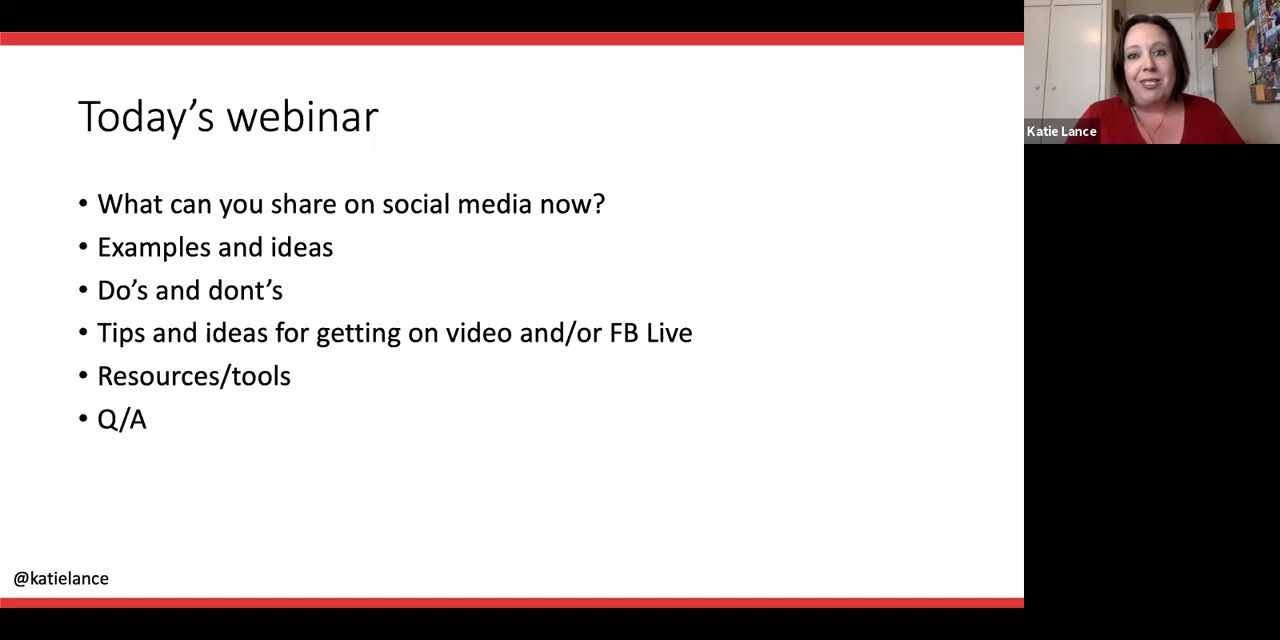 Today’s webinar
• What can you share on social media now?
• Examples and ideas
• Do’s and dont’s
• Tips and ideas for getting on video and/or FB Live
• Resources/tools
• Q/A
@katielance
Katie Lance